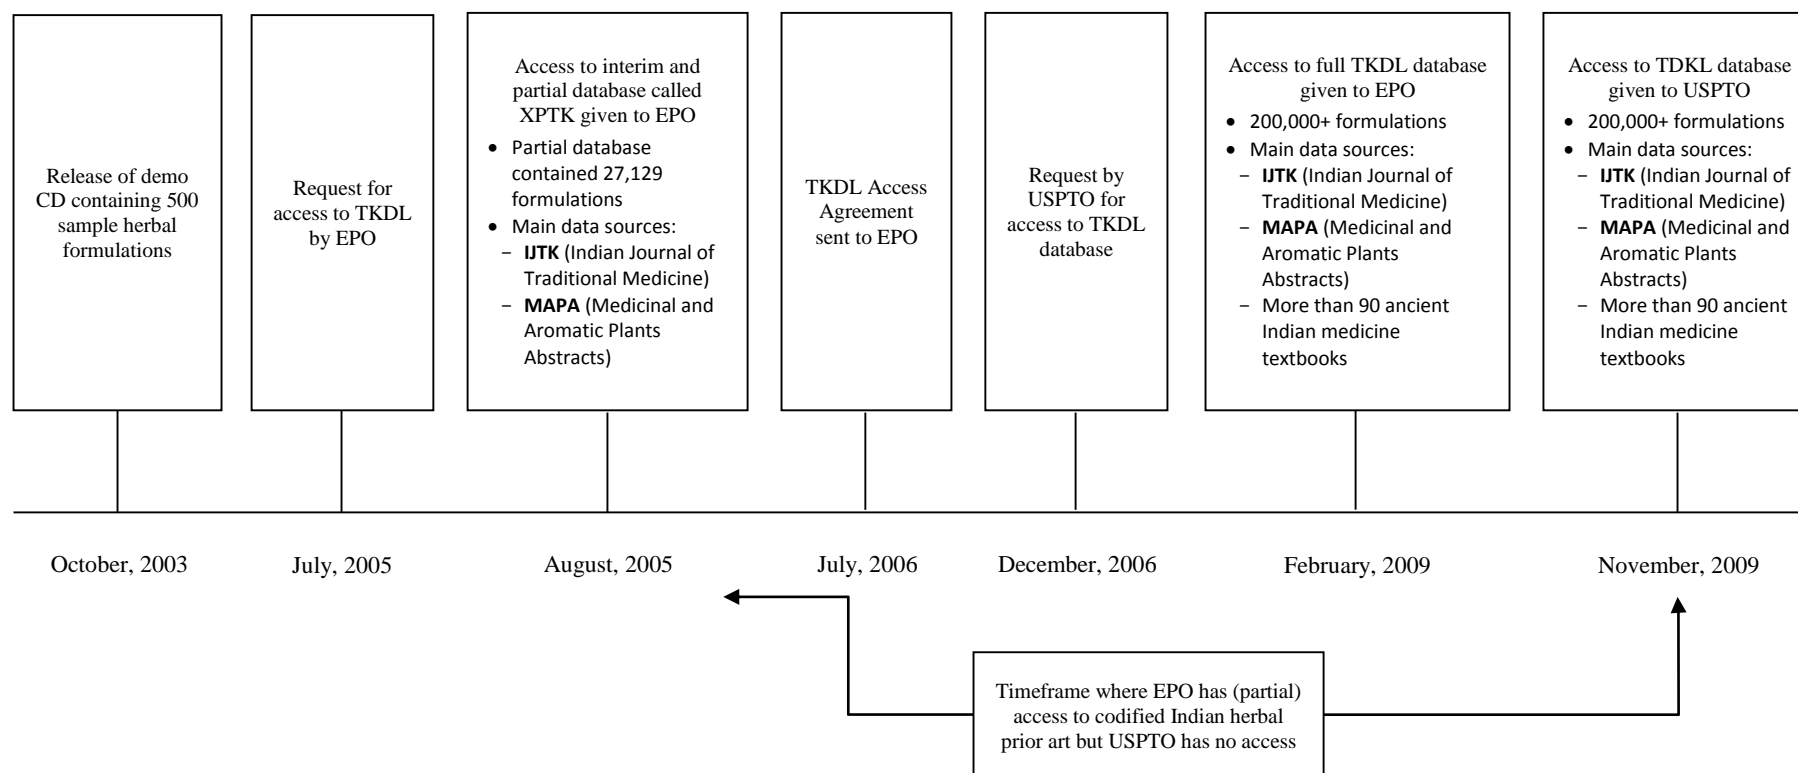 Release of demo
CD containing 500
sample herbal
formulations
Request for
access to TKDL
by EPO
Access to interim and
partial database called
XPTK given to EPO
• Partial database
contained 27,129
formulations
• Main data sources:
– IJTK (Indian Journal of
Traditional Medicine)
– MAPA (Medicinal and
Aromatic Plants
Abstracts)
TKDL Access
Agreement
sent to EPO
Request by
USPTO for
access to TKDL
database
Access to full TKDL database
given to EPO
• 200,000+ formulations
• Main data sources:
– IJTK (Indian Journal of
Traditional Medicine)
– MAPA (Medicinal and
Aromatic Plants
Abstracts)
– More than 90 ancient
Indian medicine
textbooks
Access to TDKL database
given to USPTO
• 200,000+ formulations
• Main data sources:
– IJTK (Indian Journal of
Traditional Medicine)
– MAPA (Medicinal and
Aromatic Plants
Abstracts)
– More than 90 ancient
Indian medicine
textbooks
October, 2003
July, 2005
August, 2005
July, 2006
December, 2006
February, 2009
November, 2009
Timeframe where EPO has (partial)
access to codified Indian herbal
prior art but USPTO has no access